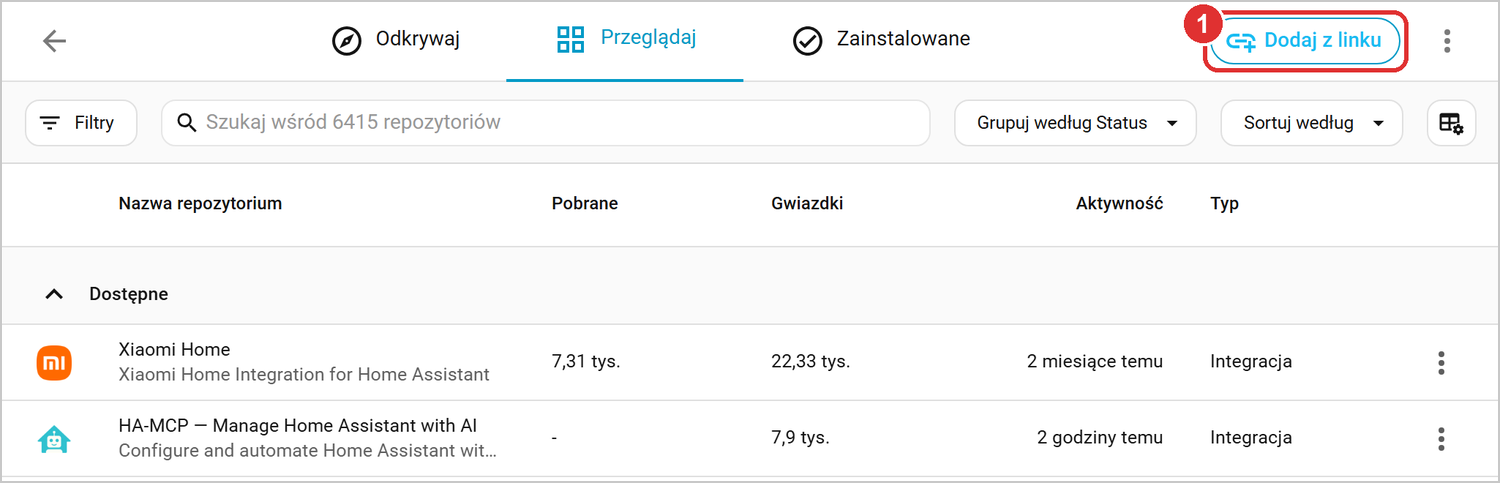 Odkrywaj
Przeglądaj
Zainstalowane
1
Dodaj z linku
Filtry
Szukaj wśród 6415 repozytoriów
Grupuj według Status
Sortuj według
Nazwa repozytorium Pobrane Gwiazdki Aktywność Typ
Dostępne
mi
Xiaomi Home
Xiaomi Home Integration for Home Assistant
7,31 tys. 22,33 tys. 2 miesiące temu Integracja
HA-MCP — Manage Home Assistant with AI
Configure and automate Home Assistant wit...
- 7,9 tys. 2 godziny temu Integracja